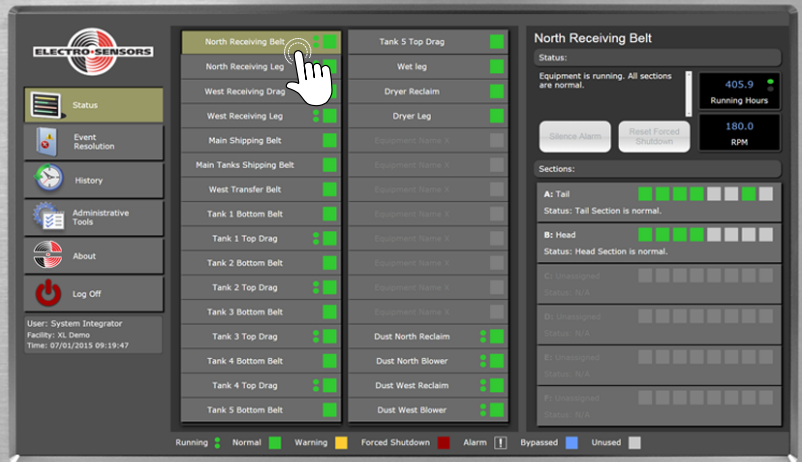 ELECTRO-SENSORS
Status
Event
Resolution
History
Administrative
Tools
About
Log Off
User: System Integrator
Facility: XL Demo
Time: 07/01/2015 09:19:47
North Receiving Belt
North Receiving Leg
West Receiving Drag
West Receiving Leg
Main Shipping Belt
Main Tanks Shipping Belt
West Transfer Belt
Tank 1 Bottom Belt
Tank 1 Top Drag
Tank 2 Bottom Belt
Tank 2 Top Drag
Tank 3 Bottom Belt
Tank 3 Top Drag
Tank 4 Bottom Belt
Tank 4 Top Drag
Tank 5 Bottom Belt
Tank 5 Top Drag
Wet leg
Dryer Reclaim
Dryer Leg
Equipment Name X
Equipment Name X
Equipment Name X
Equipment Name X
Equipment Name X
Equipment Name X
Equipment Name X
Equipment Name X
Dust North Reclaim
Dust North Blower
Dust West Reclaim
Dust West Blower
North Receiving Belt
Status:
Equipment is running. All sections
are normal.
405.9
Running Hours
Silence Alarm
Reset Forced
Shutdown
180.0
RPM
Sections:
A: Tail
Status: Tail Section is normal.
B: Head
Status: Head Section is normal.
C: Unassigned
Status: N/A
D: Unassigned
Status: N/A
E: Unassigned
Status: N/A
F: Unassigned
Status: N/A
Running Normal Warning Forced Shutdown Alarm ! Bypassed Unused